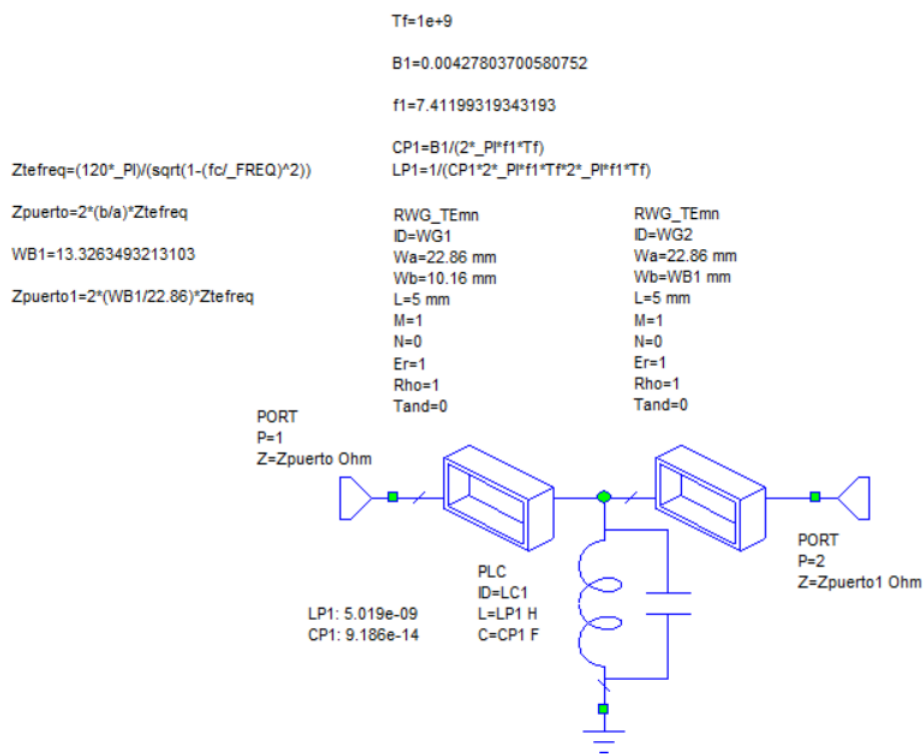 Tf=1e+9
B1=0.00427803700580752
f1=7.41199319343193
CP1=B1/(2*_PI*f1*Tf)
LP1=1/(CP1*2*_PI*f1*Tf*2*_PI*f1*Tf)
Ztefreq=(120*_PI)/(sqrt(1-(fc/_FREQ)^2))
Zpuerto=2*(b/a)*Ztefreq
WB1=13.3263493213103
Zpuerto1=2*(WB1/22.86)*Ztefreq
RWG_TEmn
ID=WG1
Wa=22.86 mm
Wb=10.16 mm
L=5 mm
M=1
N=0
Er=1
Rho=1
Tand=0
RWG_TEmn
ID=WG2
Wa=22.86 mm
Wb=WB1 mm
L=5 mm
M=1
N=0
Er=1
Rho=1
Tand=0
PORT
P=1
Z=Zpuerto Ohm
PORT
P=2
Z=Zpuerto1 Ohm
PLC
ID=LC1
L=LP1 H
C=CP1 F
LP1: 5.019e-09
CP1: 9.186e-14